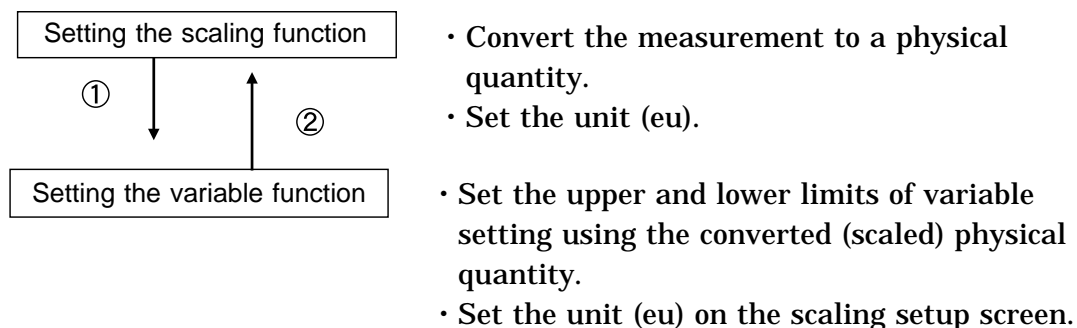 Setting the scaling function
・Convert the measurement to a physical
quantity.
①
②
・Set the unit (eu).
Setting the variable function
・Set the upper and lower limits of variable
setting using the converted (scaled) physical
quantity.
・Set the unit (eu) on the scaling setup screen.